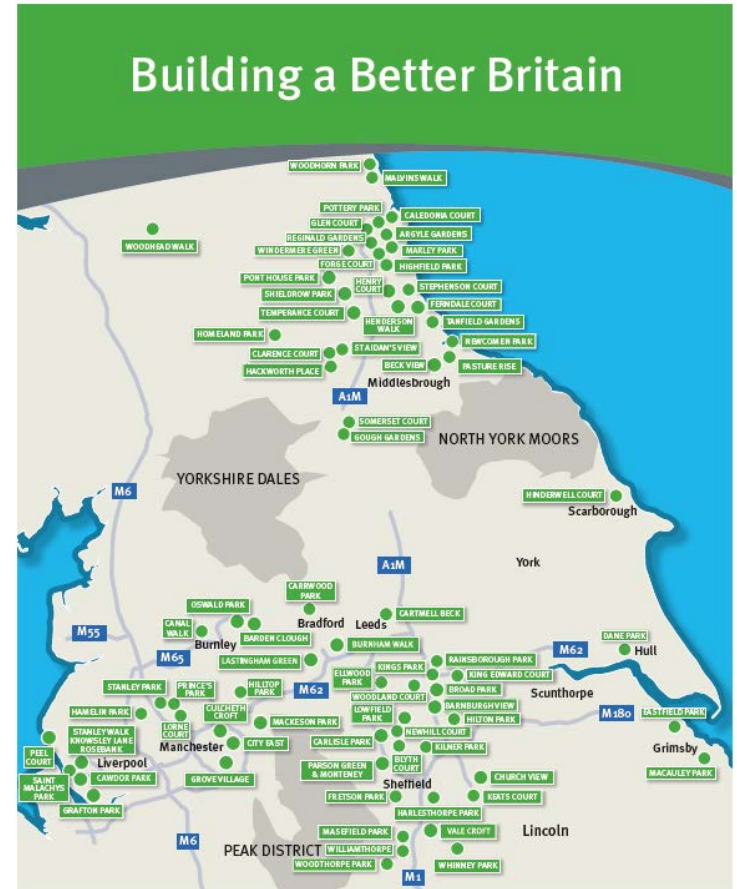 Building a Better Britain
WOODHORN PARK
MALVINS WALK
POTTERY PARK
CALEDONIA COURT
GLEN COURT
ARGYLE GARDENS
REGINALD GARDENS
WOODHEAD WALK
WINDERMERE GREEN
MARLEY PARK
FORGE COURT
HIGHFIELD PARK
PONT HOUSE PARK
HENRY
COURT
STEPHENSON COURT
SHIELDROW PARK
FERNDALE COURT
TEMPERANCE COURT
HENDERSON
WALK
TANFIELD GARDENS
HOMELAND PARK
NEWCOMEN PARK
ST AIDAN'S VIEW
CLARENCE COURT
BECK VIEW
PASTURE RISE
HACKWORTH PLACE
Middlesbrough
A1M
SOMERSET COURT
GOUGH GARDENS
NORTH YORK MOORS
YORKSHIRE DALES
M6
HINDERWELL COURT
Scarborough
York
A1M
CARRWOOD
PARK
OSWALD PARK
CARTMELL BECK
CANAL
WALK
Bradford
Leeds
M55
BARDEN CLOUGH
Burnley
BURNHAM WALK
DANE PARK
M65
LASTINGHAM GREEN
M62
Hull
RAINSBOROUGH PARK
KINGS PARK
ELLWOOD
PARK
KING EDWARD COURT
STANLEY PARK
PRINCE'S
PARK
HILLTOP
PARK
M62
WOODLAND COURT
BROAD PARK
Scunthorpe
HAMELIN PARK
CULCHETH
CROFT
LOWFIELD
PARK
BARNBURGH VIEW
M180
EASTFIELD PARK
LORNE
COURT
MACKESON PARK
HILTON PARK
STANLEY WALK
KNOWSLEY LANE
ROSEBANK
NEWHILL COURT
Manchester
CITY EAST
CARLISLE PARK
KILNER PARK
Grimsby
PEEL
COURT
Liverpool
GROVE VILLAGE
PARSON GREEN
& MONTENEY
BLYTH
COURT
MACAULEY PARK
SAINT
MALACHYS
PARK
CAWDOR PARK
Sheffield
CHURCH VIEW
GRAFTON PARK
FRETSON PARK
KEATS COURT
HARLESTHORPE PARK
MASEFIELD PARK
VALE CROFT
Lincoln
M6
PEAK DISTRICT
WILLIAMTHORPE
WOODTHORPE PARK
WHINNEY PARK
M1